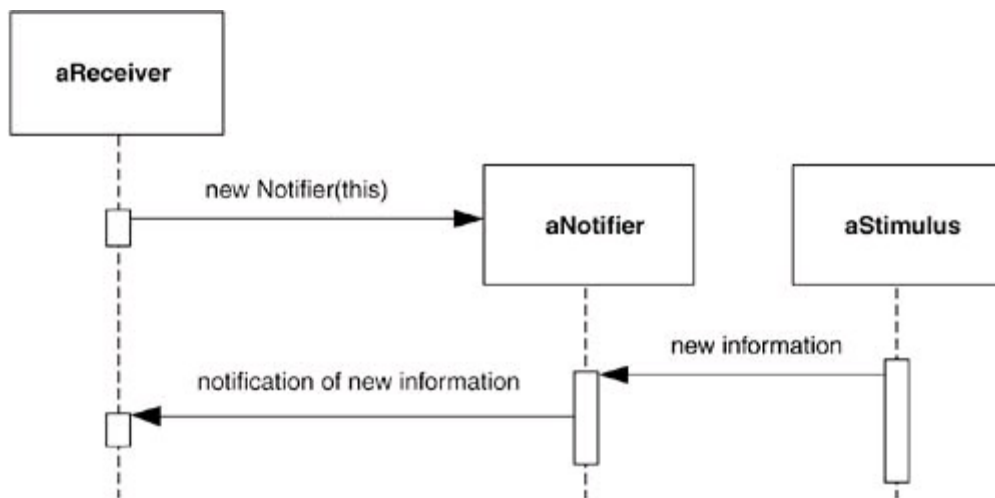 aReceiver
new Notifier(this)
aNotifier
aStimulus
new information
notification of new information